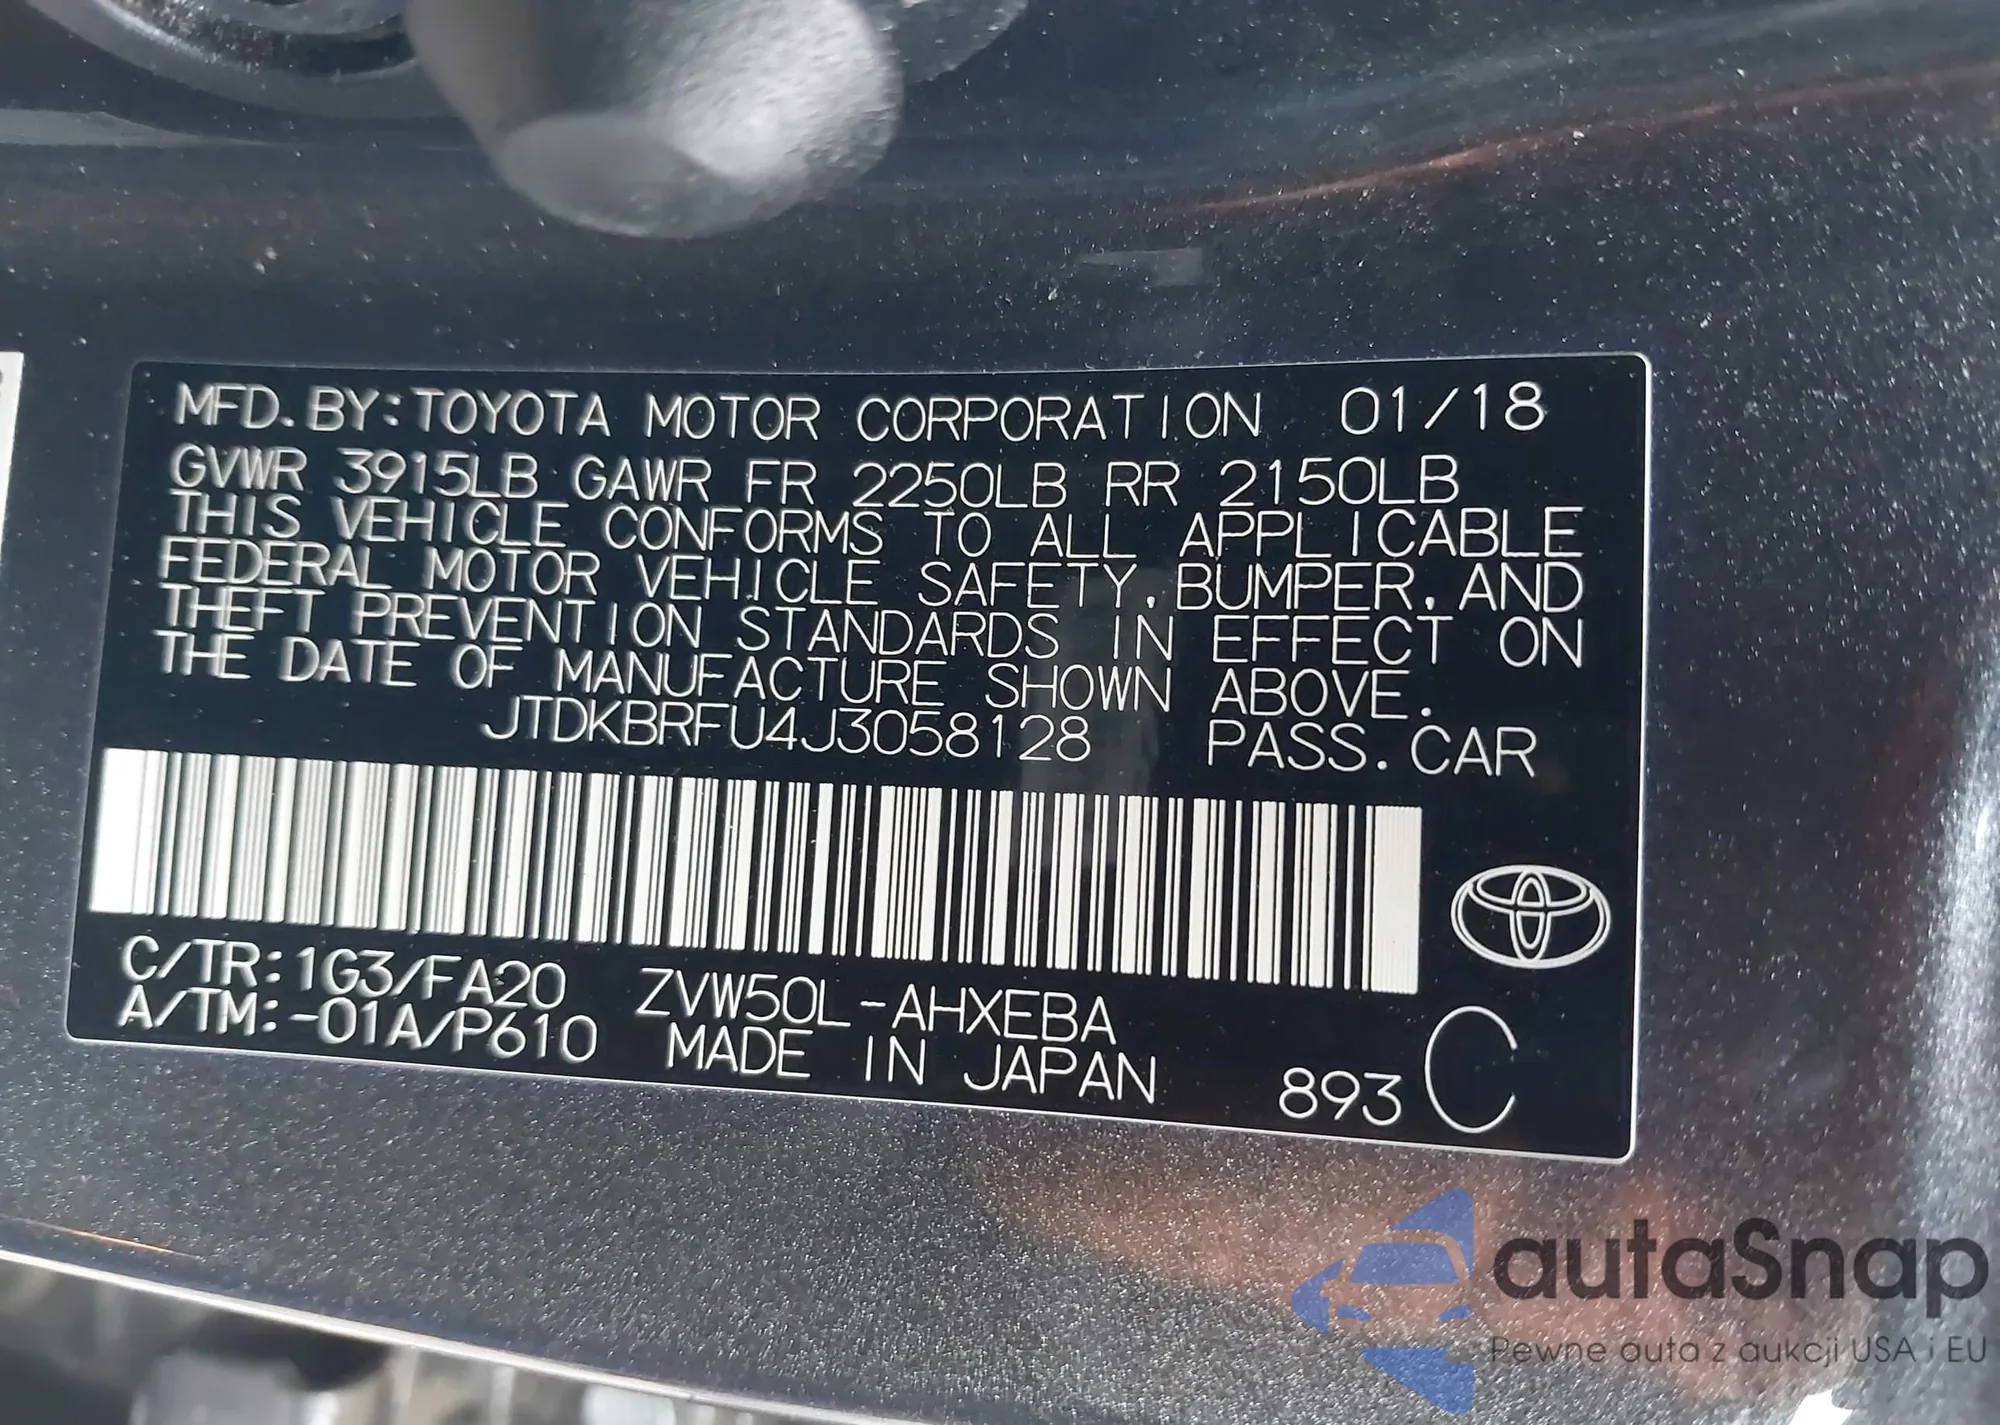 MFD. BY: TOYOTA MOTOR CORPORATION 01/18
GVWR 3915LB GAWR FR 2250LB RR 2150LB
THIS VEHICLE CONFORMS TO ALL APPLICABLE
FEDERAL MOTOR VEHICLE SAFETY, BUMPER, AND
THEFT PREVENTION STANDARDS IN EFFECT ON
THE DATE OF MANUFACTURE SHOWN ABOVE.
JTDKBRFU4J3058128 PASS. CAR
C/TR: 1G3/FA20 ZVW50L-AHXEBA
A/TM: -01A/P610 MADE IN JAPAN 893 C
autaSnap
Pewne auta z aukcji USA i EU